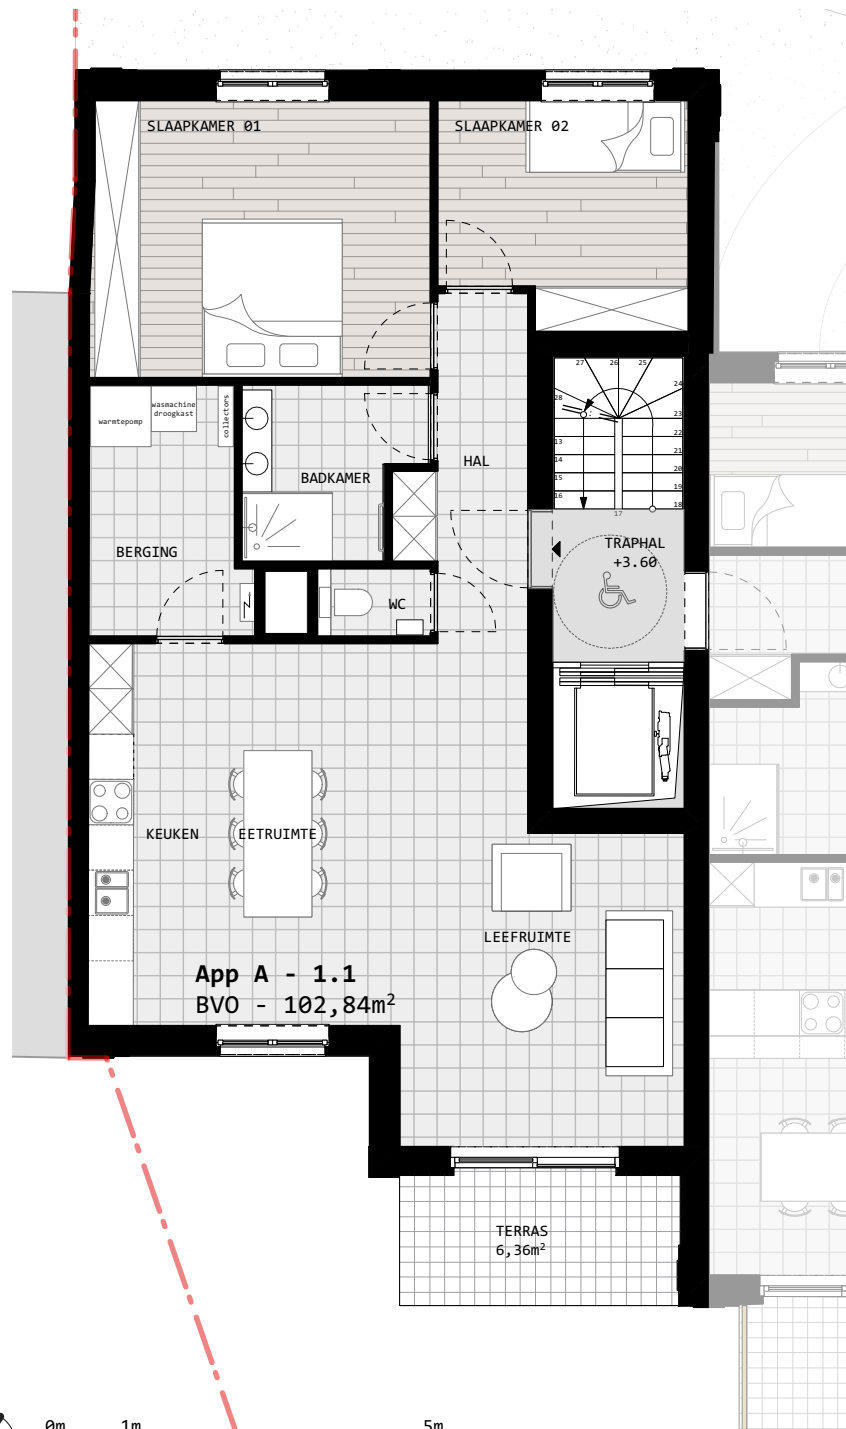 SLAAPKAMER 01
SLAAPKAMER 02
27
26
25
24
28
23
22
13
21
14
20
15
19
16
18
17
wasmachine
droogkast
warmtepomp
collectors
HAL
BADKAMER
BERGING
TRAPHAL
+3.60
WC
KEUKEN
EETRUIMTE
LEEFRUIMTE
App A - 1.1
BVO - 102,84m²
TERRAS
6,36m²
0m
1m
5m